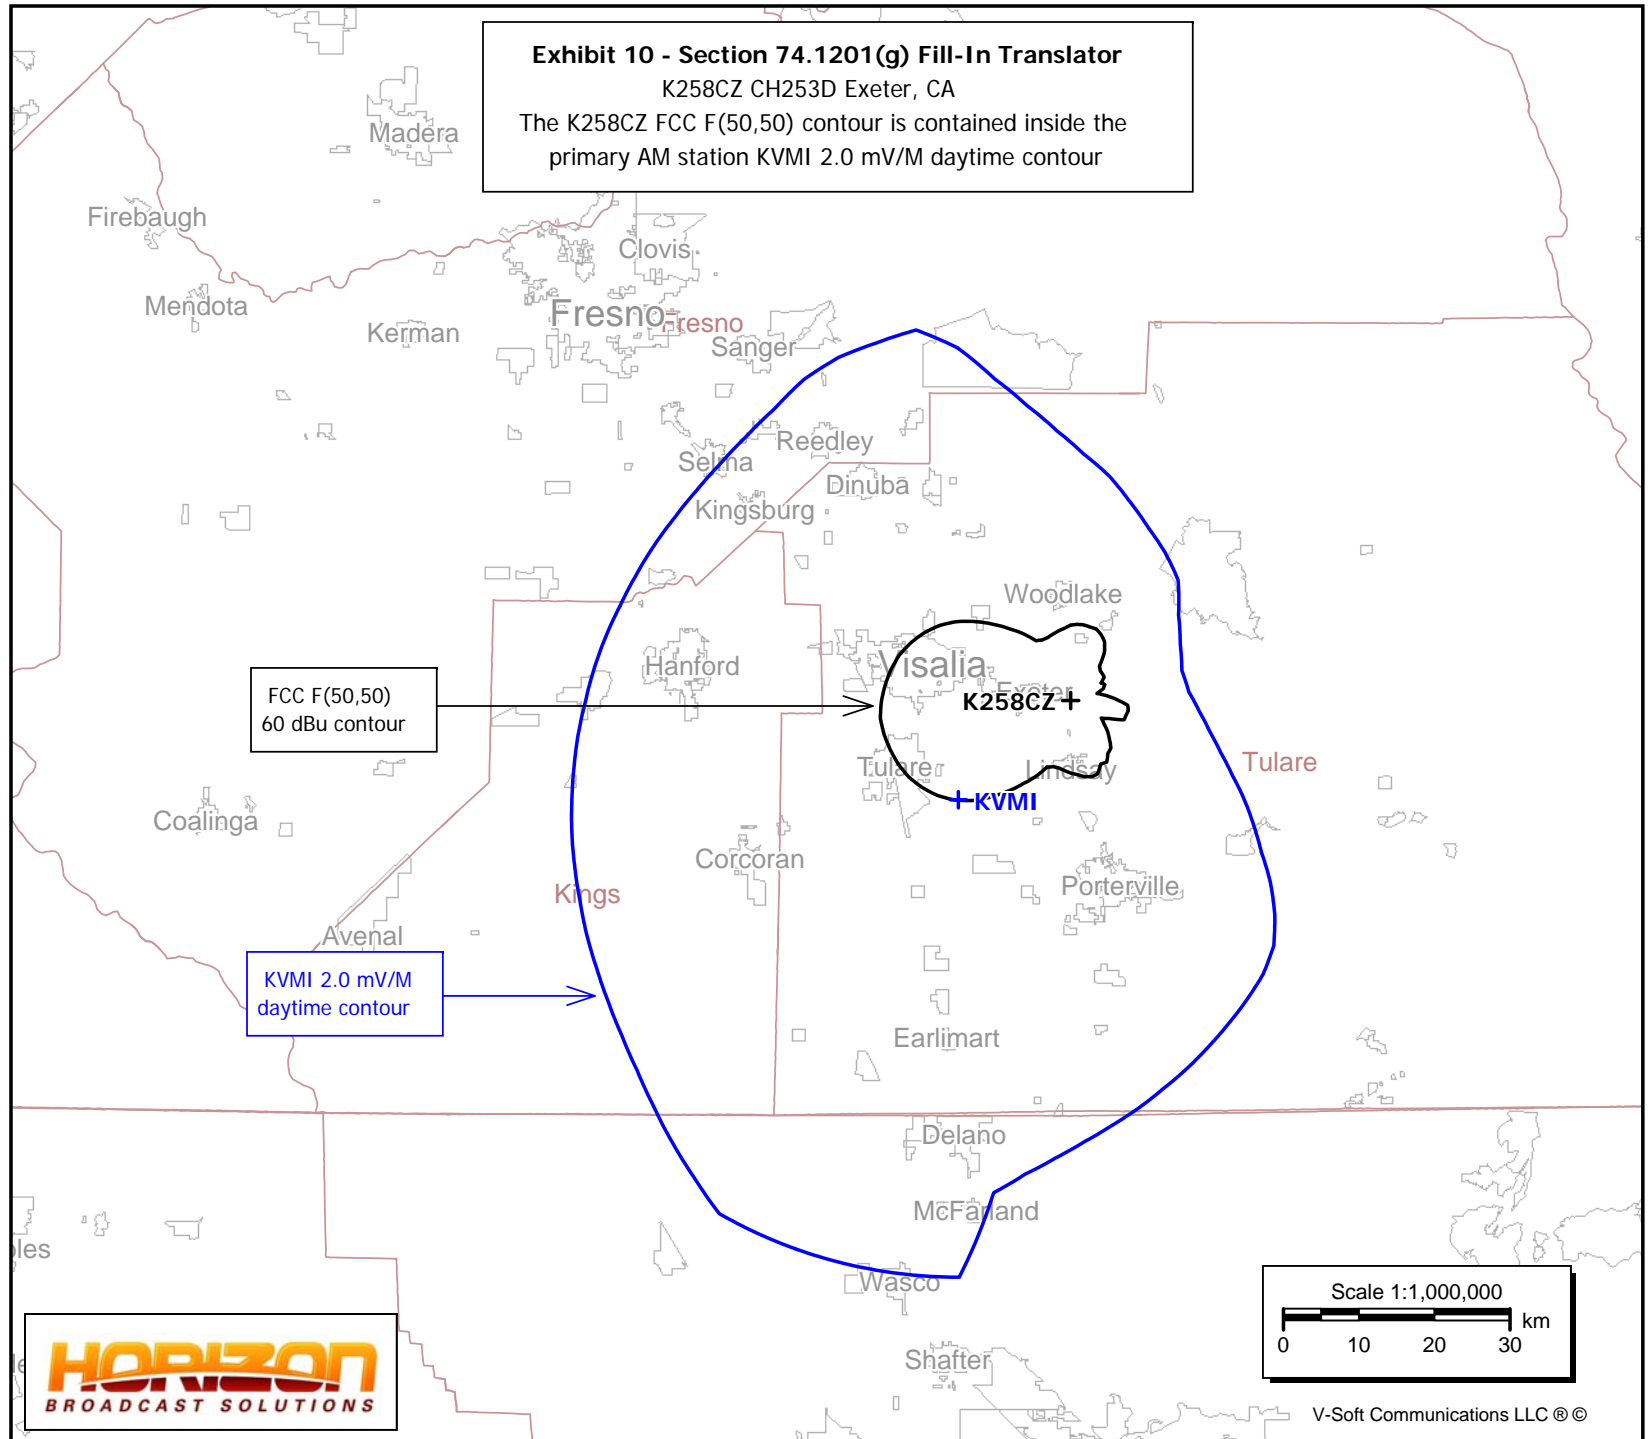 Exhibit 10 - Section 74.1201(g) Fill-In Translator
K258CZ CH253D Exeter, CA
The K258CZ FCC F(50,50) contour is contained inside the
primary AM station KVMI 2.0 mV/M daytime contour
Madera
Firebaugh
Clovis
Mendota
Fresno
Fresno
Kerman
Sanger
Reedley
Selma
Dinuba
Kingsburg
Woodlake
Hanford
Visalia
FCC F(50,50)
60 dBu contour
Exeter
K258CZ
Tulare
Lindsay
Tulare
KVMI
Coalinga
Corcoran
Porterville
Kings
Avenal
KVMI 2.0 mV/M
daytime contour
Earlimart
Delano
McFarland
Wasco
Scale 1:1,000,000
km
0 10 20 30
Shafter
HORIZON
BROADCAST SOLUTIONS
V-Soft Communications LLC ® ©